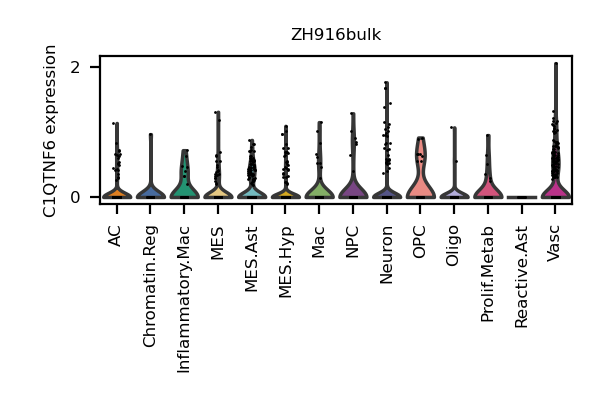 ZH916bulk
C1QTNF6 expression
2
0
AC
Chromatin.Reg
Inflammatory.Mac
MES
MES.Ast
MES.Hyp
Mac
NPC
Neuron
OPC
Oligo
Prolif.Metab
Reactive.Ast
Vasc